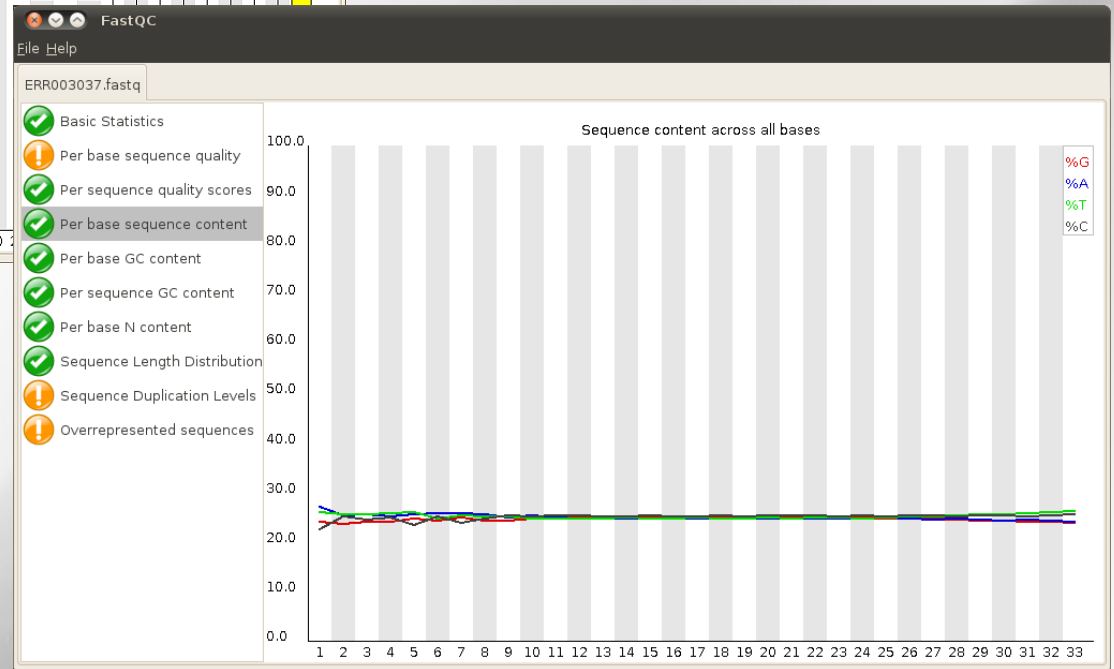 FastQC
File Help
ERR003037.fastq
Basic Statistics
Per base sequence quality
Per sequence quality scores
Per base sequence content
Per base GC content
Per sequence GC content
Per base N content
Sequence Length Distribution
Sequence Duplication Levels
Overrepresented sequences
Sequence content across all bases
100.0
90.0
80.0
70.0
60.0
50.0
40.0
30.0
20.0
10.0
0.0
%G
%A
%T
%C
1 2 3 4 5 6 7 8 9 10 11 12 13 14 15 16 17 18 19 20 21 22 23 24 25 26 27 28 29 30 31 32 33